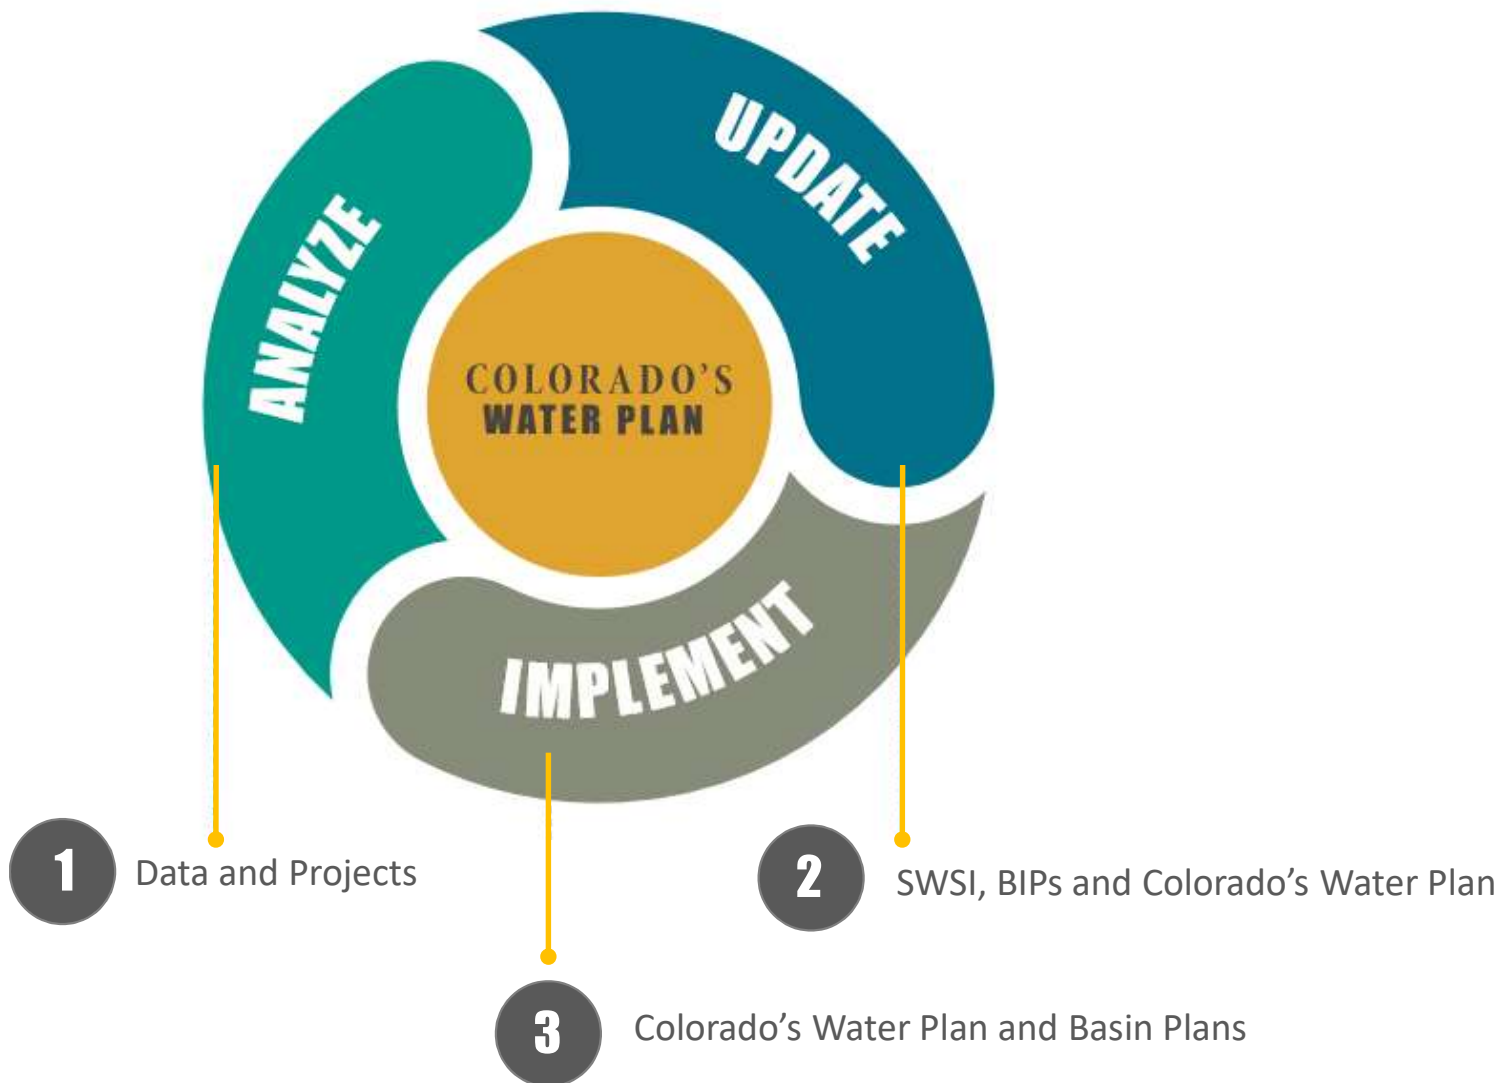 UPDATE
ANALYZE
COLORADO'S
WATER PLAN
IMPLEMENT
1
Data and Projects
2
SWSI, BIPs and Colorado’s Water Plan
3
Colorado’s Water Plan and Basin Plans